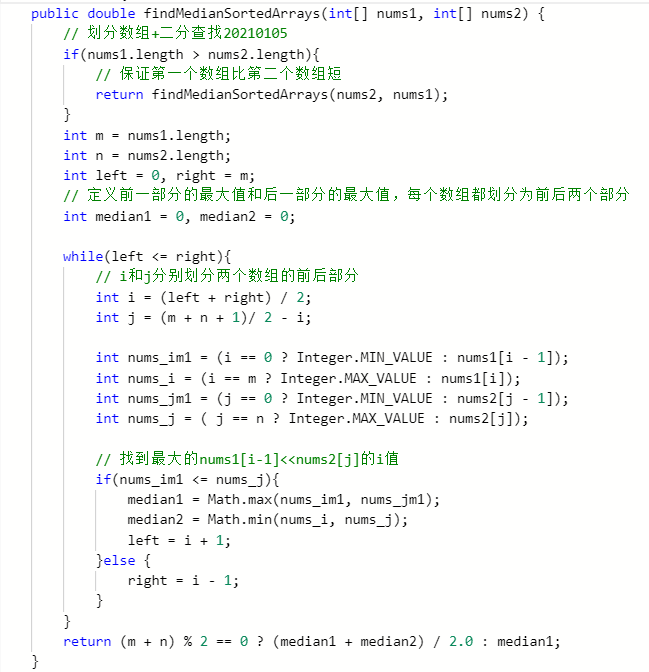 public double findMedianSortedArrays(int[] nums1, int[] nums2) {
    // 划分数组+二分查找20210105
    if(nums1.length > nums2.length){
        // 保证第一个数组比第二个数组短
        return findMedianSortedArrays(nums2, nums1);
    }
    int m = nums1.length;
    int n = nums2.length;
    int left = 0, right = m;
    // 定义前一部分的最大值和后一部分的最大值，每个数组都划分为前后两个部分
    int median1 = 0, median2 = 0;

    while(left <= right){
        // i和j分别划分两个数组的前后部分
        int i = (left + right) / 2;
        int j = (m + n + 1)/ 2 - i;

        int nums_im1 = (i == 0 ? Integer.MIN_VALUE : nums1[i - 1]);
        int nums_i = (i == m ? Integer.MAX_VALUE : nums1[i]);
        int nums_jm1 = (j == 0 ? Integer.MIN_VALUE : nums2[j - 1]);
        int nums_j = ( j == n ? Integer.MAX_VALUE : nums2[j]);

        // 找到最大的nums1[i-1]<<nums2[j]的i值
        if(nums_im1 <= nums_j){
            median1 = Math.max(nums_im1, nums_jm1);
            median2 = Math.min(nums_i, nums_j);
            left = i + 1;
        }else {
            right = i - 1;
        }
    }
    return (m + n) % 2 == 0 ? (median1 + median2) / 2.0 : median1;
}